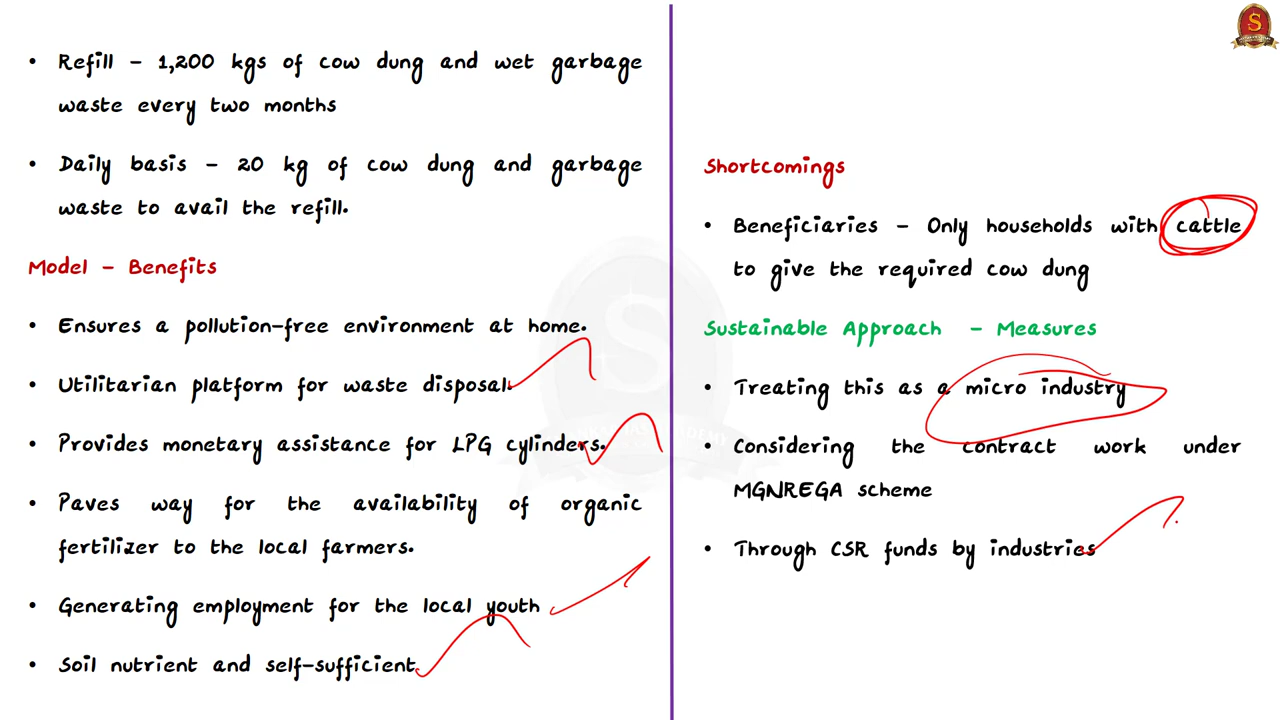 • Refill – 1,200 kgs of cow dung and wet garbage
waste every two months
• Daily basis – 20 kg of cow dung and garbage
waste to avail the refill.
Model – Benefits
• Ensures a pollution-free environment at home.
• Utilitarian platform for waste disposal.
• Provides monetary assistance for LPG cylinders.
• Paves way for the availability of organic
fertilizer to the local farmers.
• Generating employment for the local youth
• Soil nutrient and self-sufficient.
Shortcomings
• Beneficiaries – Only households with cattle
to give the required cow dung
Sustainable Approach – Measures
• Treating this as a micro industry
• Considering the contract work under
MGNREGA scheme
• Through CSR funds by industries
S